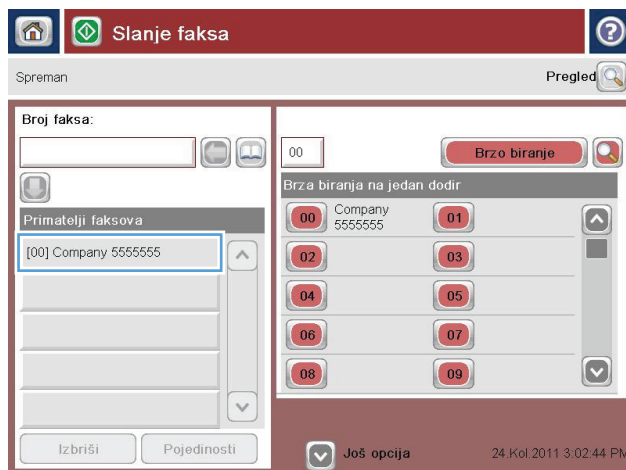 Slanje faksa
Spreman
Pregled
Broj faksa:
00
Brzo biranje
Brza biranja na jedan dodir
Primatelji faksova
[00] Company 5555555
00 Company 5555555
01
02
03
04
05
06
07
08
09
Izbriši
Pojedinosti
Još opcija
24.Kol.2011 3:02:44 PM